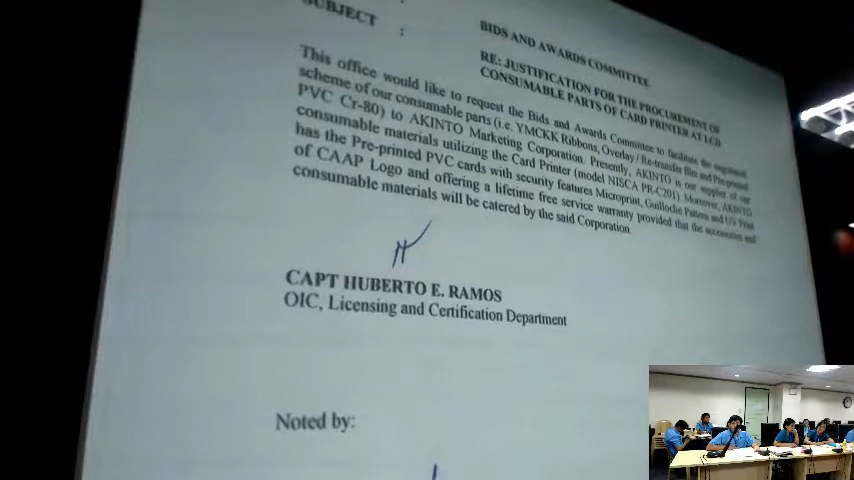 SUBJECT :
BIDS AND AWARDS COMMITTEE
RE: JUSTIFICATION FOR THE PROCUREMENT OF
CONSUMABLE PARTS OF CARD PRINTER AT LCD
This office would like to request the Bids and Awards Committee to facilitate the
scheme of our consumable parts (i.e. YMCKK Ribbons, Overlay / Re-transfer film and Pre-printed
PVC Cr-80) to AKINTO Marketing Corporation. Presently, AKINTO is our supplier of our
consumable materials utilizing the Card Printer (model NISCA PR-C201). Moreover, AKINTO
has the Pre-printed PVC cards with security features Microprint, Guilloche Pattern and UV Print
of CAAP Logo and offering a lifetime free service warranty provided that the accessories and
consumable materials will be catered by the said Corporation.
CAPT HUBERTO E. RAMOS
OIC, Licensing and Certification Department
Noted by: